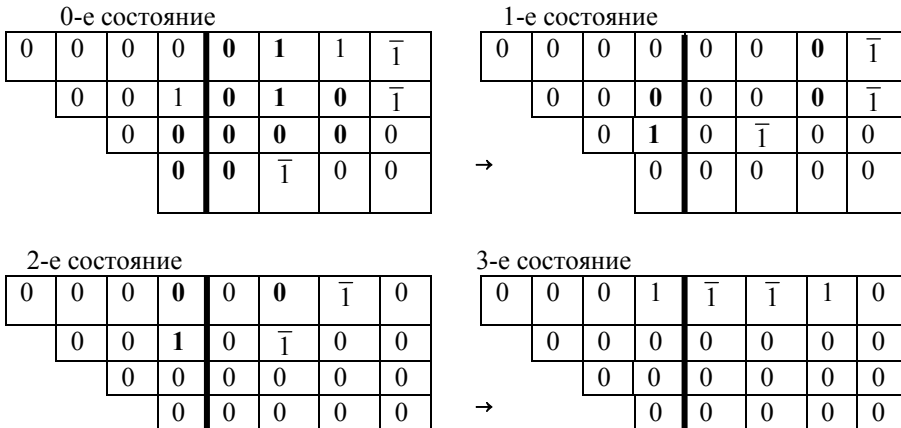 0-е состояние 1-е состояние
0 0 0 0 0 1 1 1̅ 0 0 0 0 0 0 0 1̅
0 0 1 0 1 0 1̅ 0 0 0 0 0 0 1̅
0 0 0 0 0 0 0 1 0 1̅ 0 0
0 0 1̅ 0 0 → 0 0 0 0 0
2-е состояние 3-е состояние
0 0 0 0 0 0 1̅ 0 0 0 0 1 1̅ 1̅ 1 0
0 0 1 0 1̅ 0 0 0 0 0 0 0 0 0
0 0 0 0 0 0 0 0 0 0 0 0
0 0 0 0 0 → 0 0 0 0 0